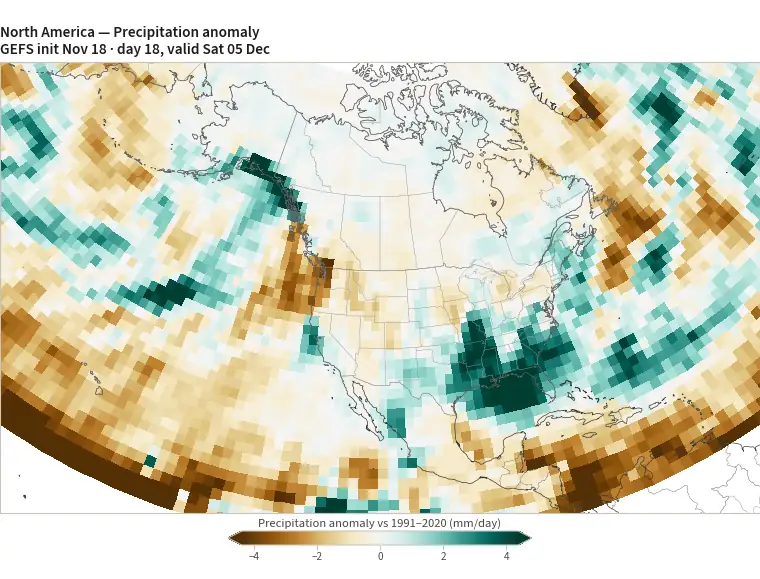 North America — Precipitation anomaly
GEFS init Nov 18 · day 18, valid Sat 05 Dec
Precipitation anomaly vs 1991–2020 (mm/day)
−4 −2 0 2 4